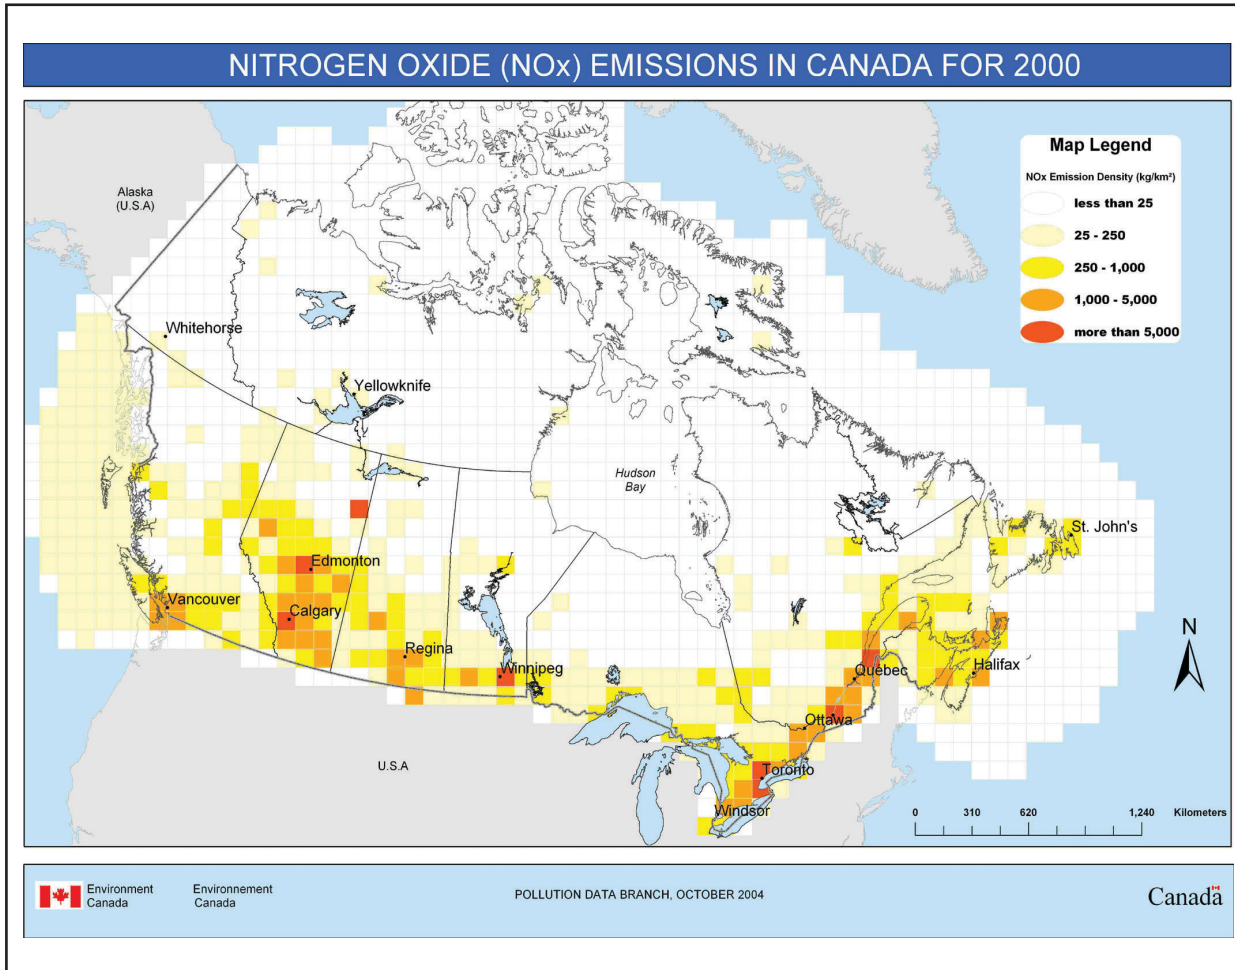 NITROGEN OXIDE (NOx) EMISSIONS IN CANADA FOR 2000
Map Legend
NOx Emission Density (kg/km²)
less than 25
25 - 250
250 - 1,000
1,000 - 5,000
more than 5,000
Alaska
(U.S.A)
Whitehorse
Yellowknife
Hudson
Bay
St. John's
Edmonton
Vancouver
Calgary
Regina
Winnipeg
Québec
Halifax
Ottawa
Toronto
Windsor
U.S.A
N
0 310 620 1,240 Kilometers
Environment
Canada
Environnement
Canada
POLLUTION DATA BRANCH, OCTOBER 2004
Canada